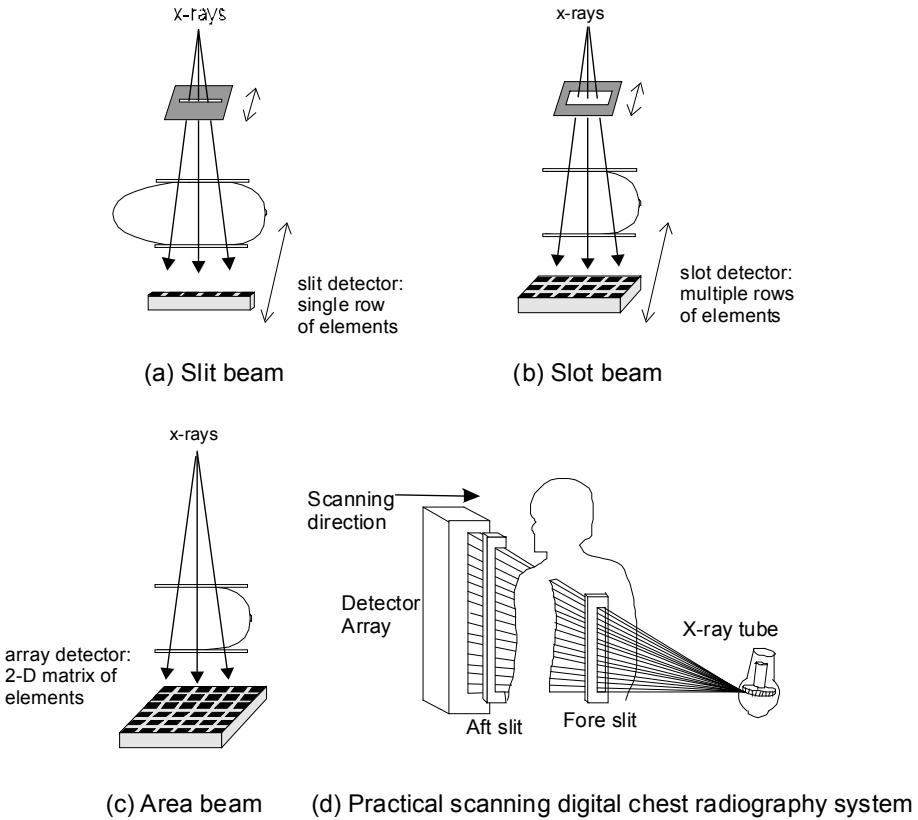 x-rays
x-rays
slit detector:
single row
of elements
slot detector:
multiple rows
of elements
(a) Slit beam
(b) Slot beam
x-rays
array detector:
2-D matrix of
elements
Scanning
direction
Detector
Array
X-ray tube
Aft slit
Fore slit
(c) Area beam
(d) Practical scanning digital chest radiography system